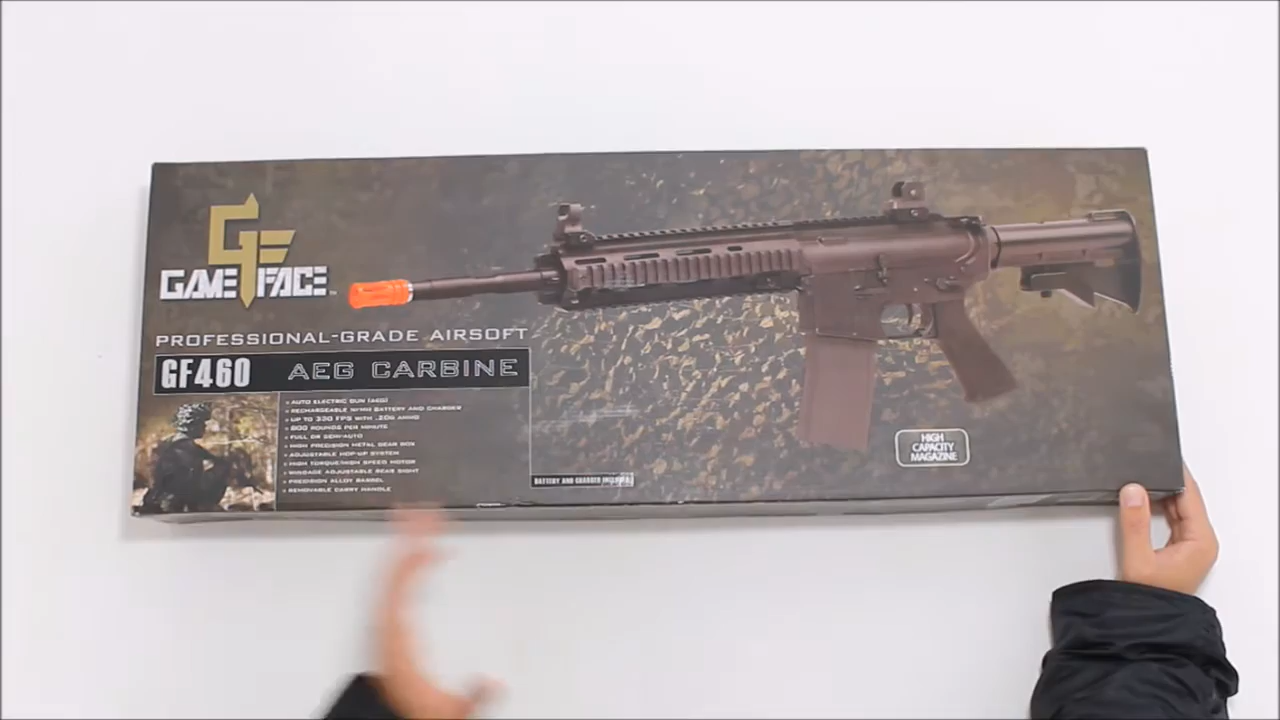 GF
GAME FACE
PROFESSIONAL-GRADE AIRSOFT
GF460 AEG CARBINE
AUTO ELECTRIC GUN (AEG)
RECHARGEABLE NIMH BATTERY AND CHARGER
UP TO 330 FPS WITH .20G AMMO
800 ROUNDS PER MINUTE
FULL OR SEMI-AUTO
HIGH PRECISION METAL GEAR BOX
ADJUSTABLE HOP-UP SYSTEM
HIGH TORQUE/HIGH SPEED MOTOR
WINDAGE ADJUSTABLE REAR SIGHT
PRECISION ALLOY BARREL
REMOVABLE CARRY HANDLE
BATTERY AND CHARGER INCLUDED
HIGH
CAPACITY
MAGAZINE